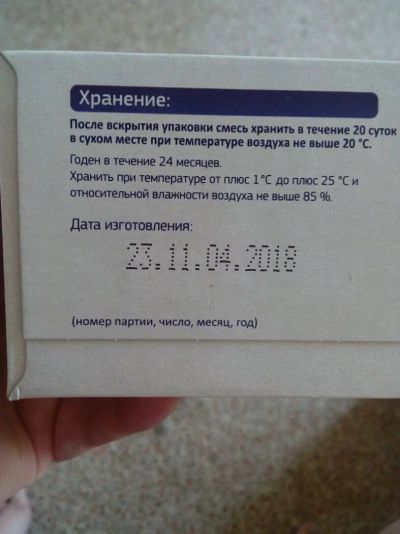 Хранение:
После вскрытия упаковки смесь хранить в течение 20 суток
в сухом месте при температуре воздуха не выше 20 °С.
Годен в течение 24 месяцев.
Хранить при температуре от плюс 1°С до плюс 25 °С и
относительной влажности воздуха не выше 85 %.
Дата изготовления:
23.11.04.2018
(номер партии, число, месяц, год)